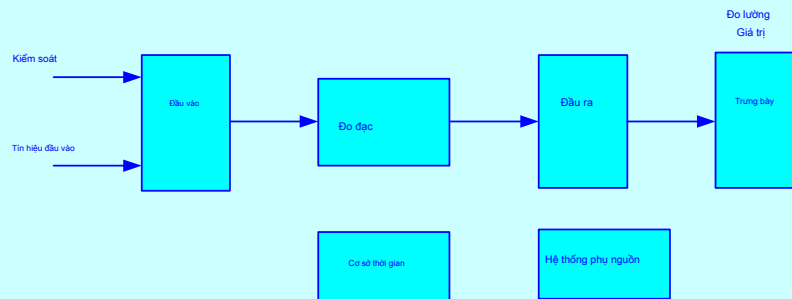 Đo lường
Giá trị
Kiểm soát
Đầu vào
Đo đạc
Đầu ra
Trưng bày
Tín hiệu đầu vào
Cơ sở thời gian
Hệ thống phụ nguồn